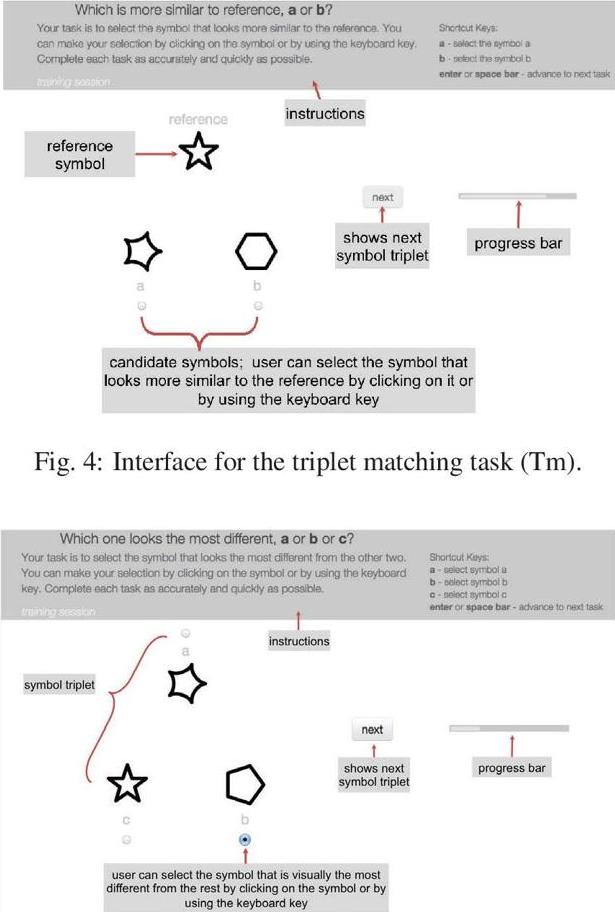 Which is more similar to reference, a or b?
Your task is to select the symbol that looks more similar to the reference. You
can make your selection by clicking on the symbol or by using the keyboard key.
Complete each task as accurately and quickly as possible.
training session
Shortcut Keys:
a - select the symbol a
b - select the symbol b
enter or space bar - advance to next task
instructions
reference
reference
symbol
next
shows next
symbol triplet
progress bar
a
b
candidate symbols; user can select the symbol that
looks more similar to the reference by clicking on it or
by using the keyboard key
Fig. 4: Interface for the triplet matching task (Tm).
Which one looks the most different, a or b or c?
Your task is to select the symbol that looks the most different from the other two.
You can make your selection by clicking on the symbol or by using the keyboard
key. Complete each task as accurately and quickly as possible.
training session
Shortcut Keys:
a - select symbol a
b - select symbol b
c - select symbol c
enter or space bar - advance to next task
instructions
a
symbol triplet
next
shows next
symbol triplet
progress bar
c
b
user can select the symbol that is visually the most
different from the rest by clicking on the symbol or by
using the keyboard key